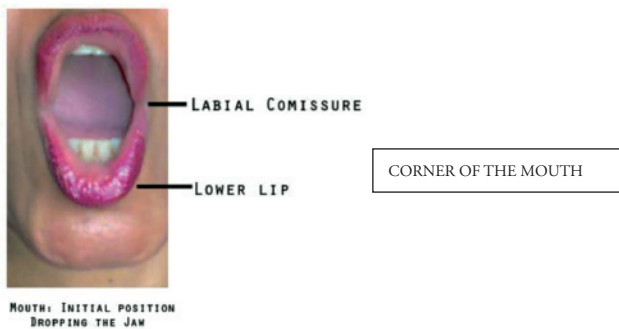 LABIAL COMISSURE
CORNER OF THE MOUTH
LOWER LIP
MOUTH: INITIAL POSITION
DROPPING THE JAW